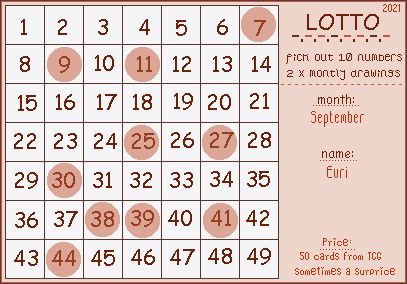 2021
LOTTO
pick out 10 numbers
2 x montly drawings
month:
September
name:
Euri
Price:
50 cards from TCG
sometimes a surprice
1 2 3 4 5 6 7
8 9 10 11 12 13 14
15 16 17 18 19 20 21
22 23 24 25 26 27 28
29 30 31 32 33 34 35
36 37 38 39 40 41 42
43 44 45 46 47 48 49